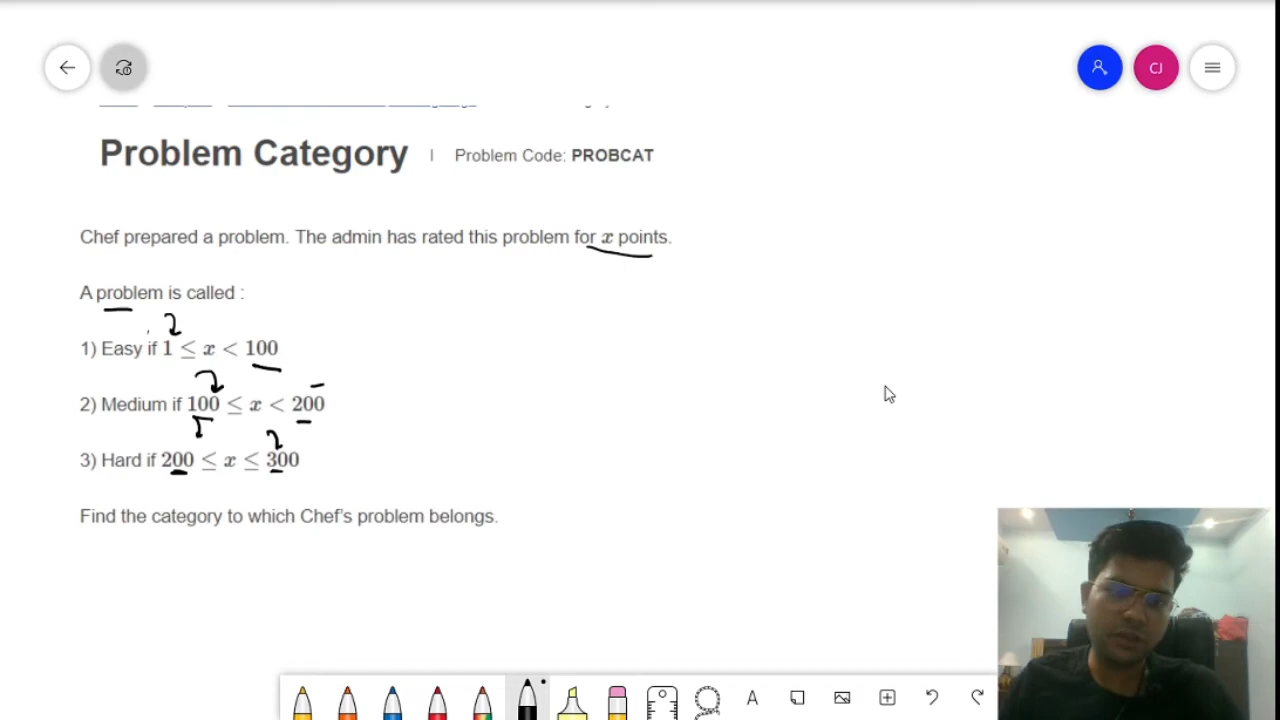 CJ
Problem Category | Problem Code: PROBCAT
Chef prepared a problem. The admin has rated this problem for x points.
A problem is called :
1) Easy if 1 ≤ x < 100
2) Medium if 100 ≤ x < 200
3) Hard if 200 ≤ x ≤ 300
Find the category to which Chef's problem belongs.
A